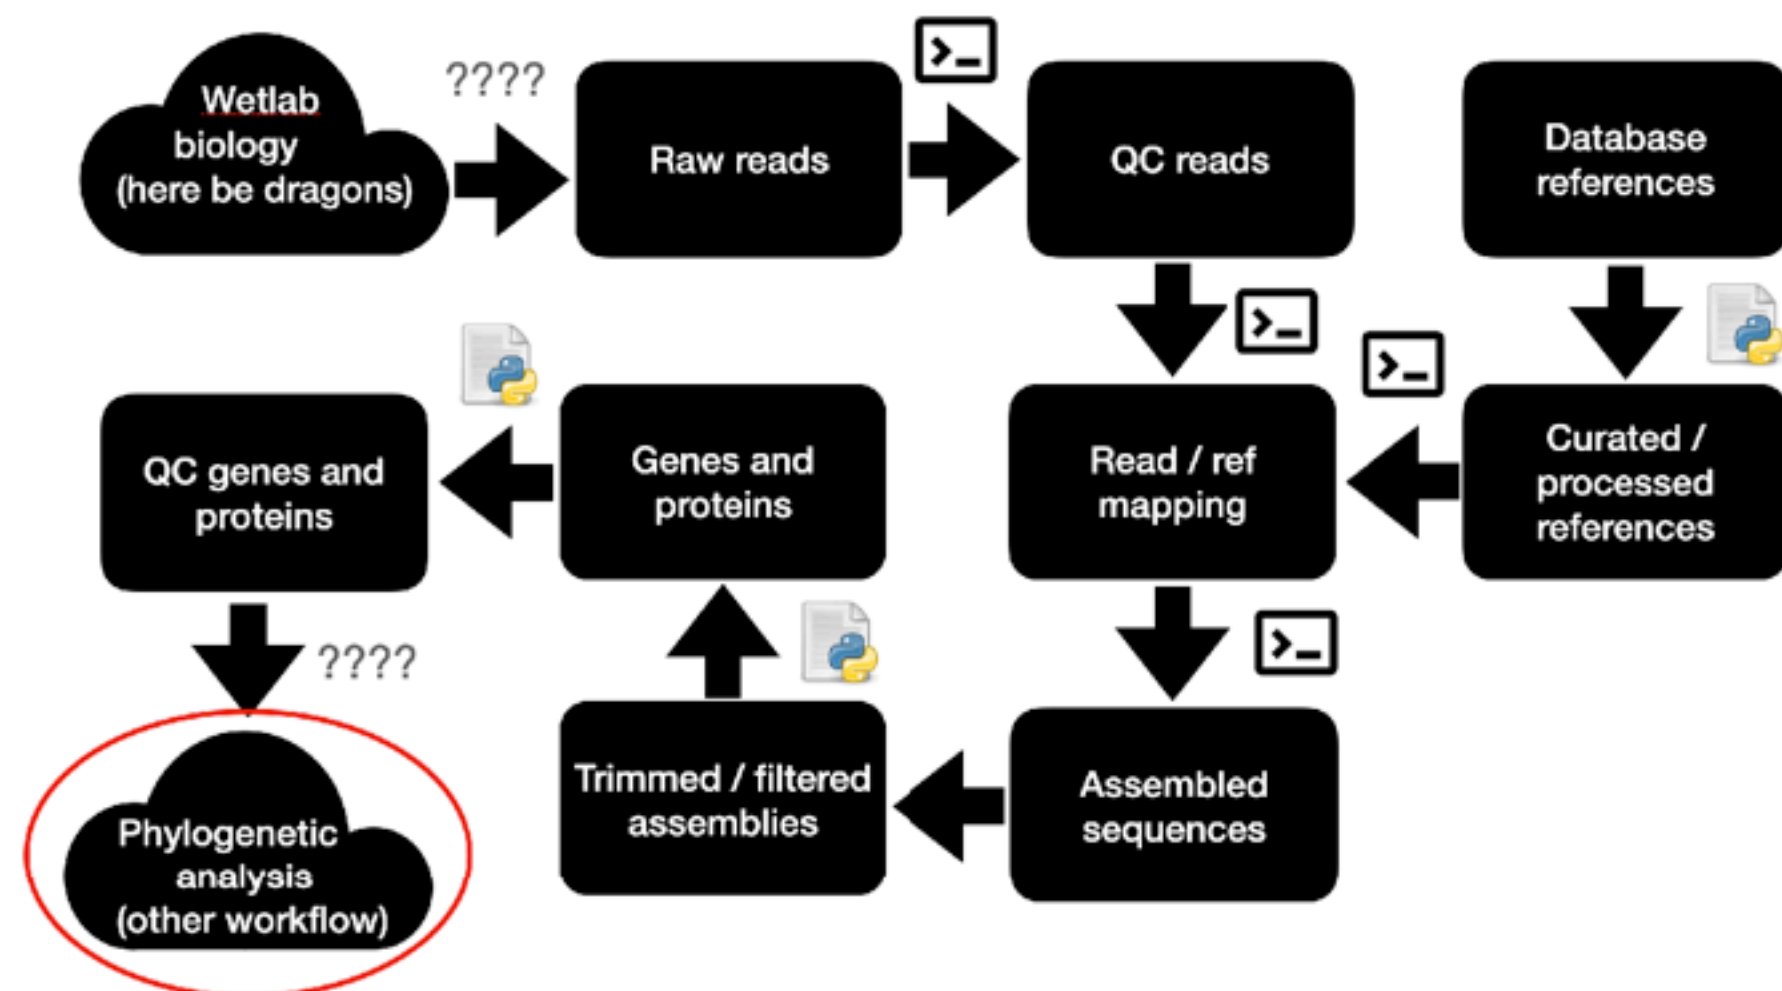 Wetlab
biology
(here be dragons)
????
Raw reads
>_
QC reads
Database
references
>_
>_
Curated /
processed
references
Read / ref
mapping
Genes and
proteins
QC genes and
proteins
????
>_
Phylogenetic
analysis
(other workflow)
Trimmed / filtered
assemblies
Assembled
sequences